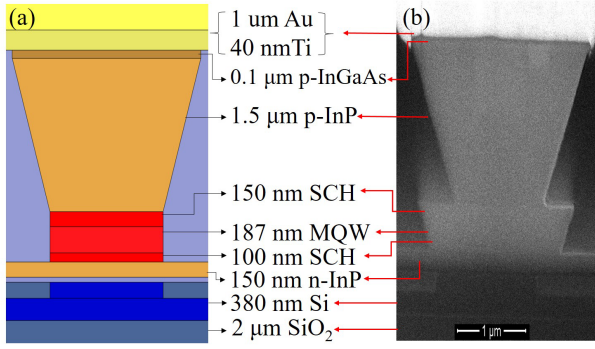 (a)
(b)
1 um Au
40 nmTi
0.1 μm p-InGaAs
1.5 μm p-InP
150 nm SCH
187 nm MQW
100 nm SCH
150 nm n-InP
380 nm Si
2 μm SiO₂
1 μm